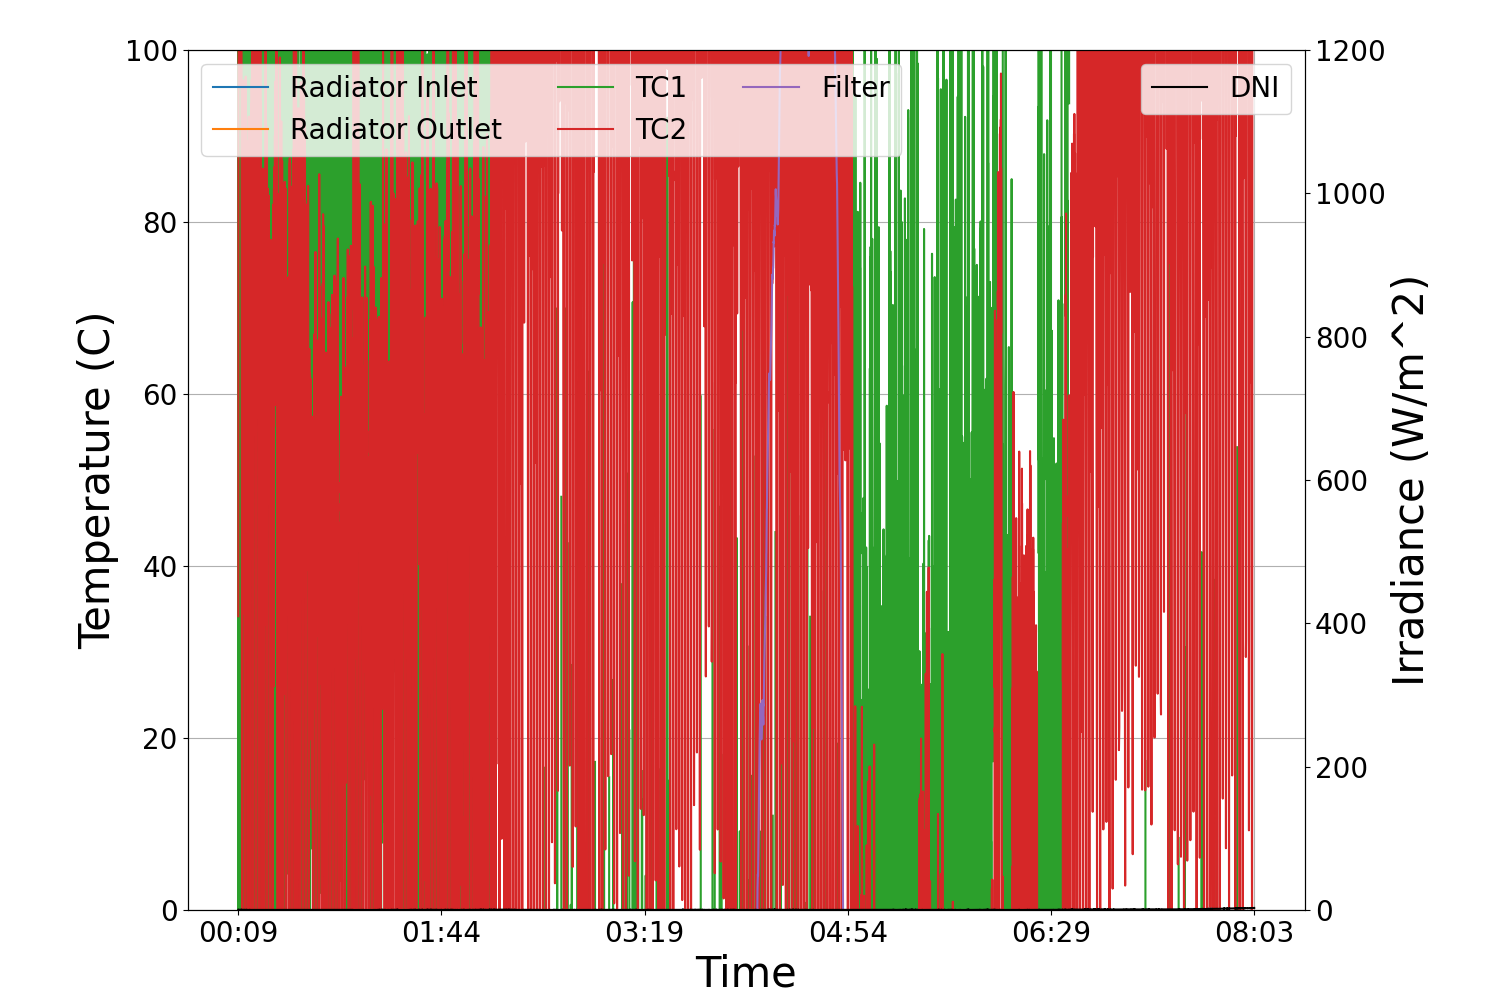 100
80
60
40
20
0
Temperature (C)
Radiator Inlet
Radiator Outlet
TC1
TC2
Filter
DNI
1200
1000
800
600
400
200
0
Irradiance (W/m^2)
00:09 01:44 03:19 04:54 06:29 08:03
Time